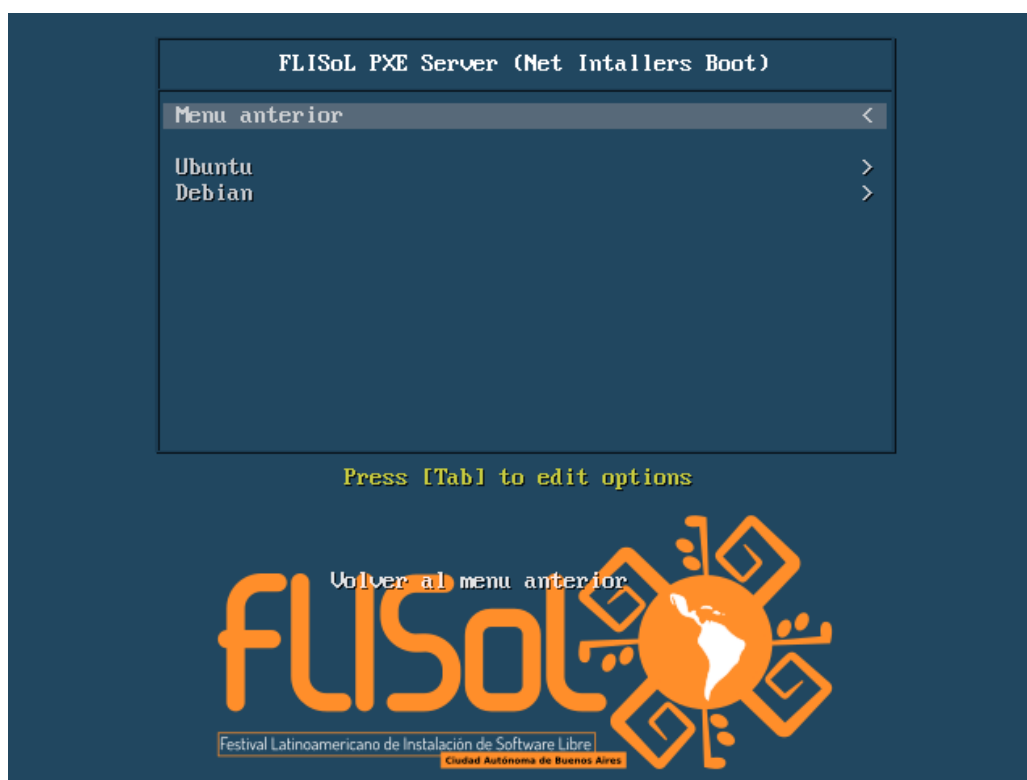 FLISoL PXE Server (Net Intallers Boot)
Menu anterior <
Ubuntu >
Debian >
Press [Tab] to edit options
Volver al menu anterior
FLISoL
Festival Latinoamericano de Instalación de Software Libre
Ciudad Autónoma de Buenos Aires